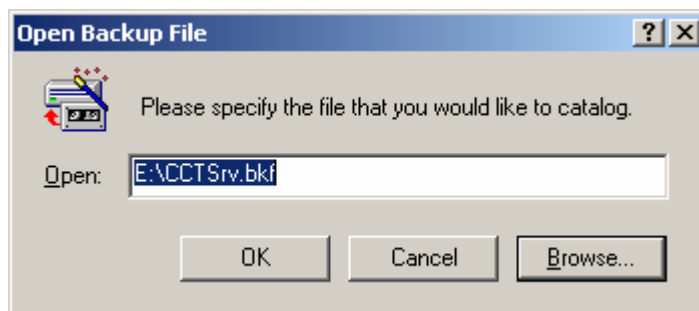 Open Backup File
Please specify the file that you would like to catalog.
Open: E:\CCTSrv.bkf
OK Cancel Browse...